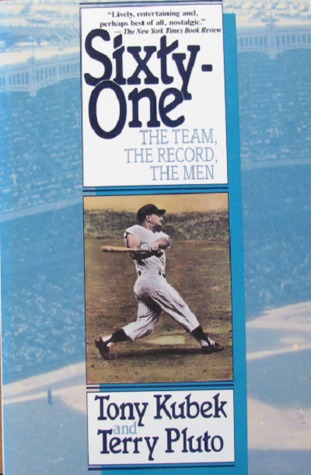 "Lively, entertaining and,
perhaps best of all, nostalgic."
— The New York Times Book Review
Sixty-
One
THE TEAM,
THE RECORD,
THE MEN
Tony Kubek
and
Terry Pluto